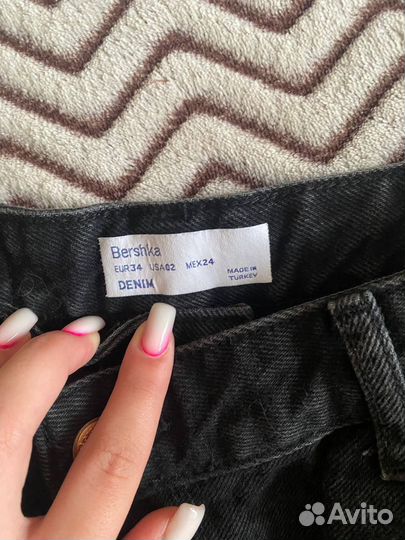 Bershka
EUR34 USA02 MEX24
DENIM
MADE IN
TURKEY
Avito